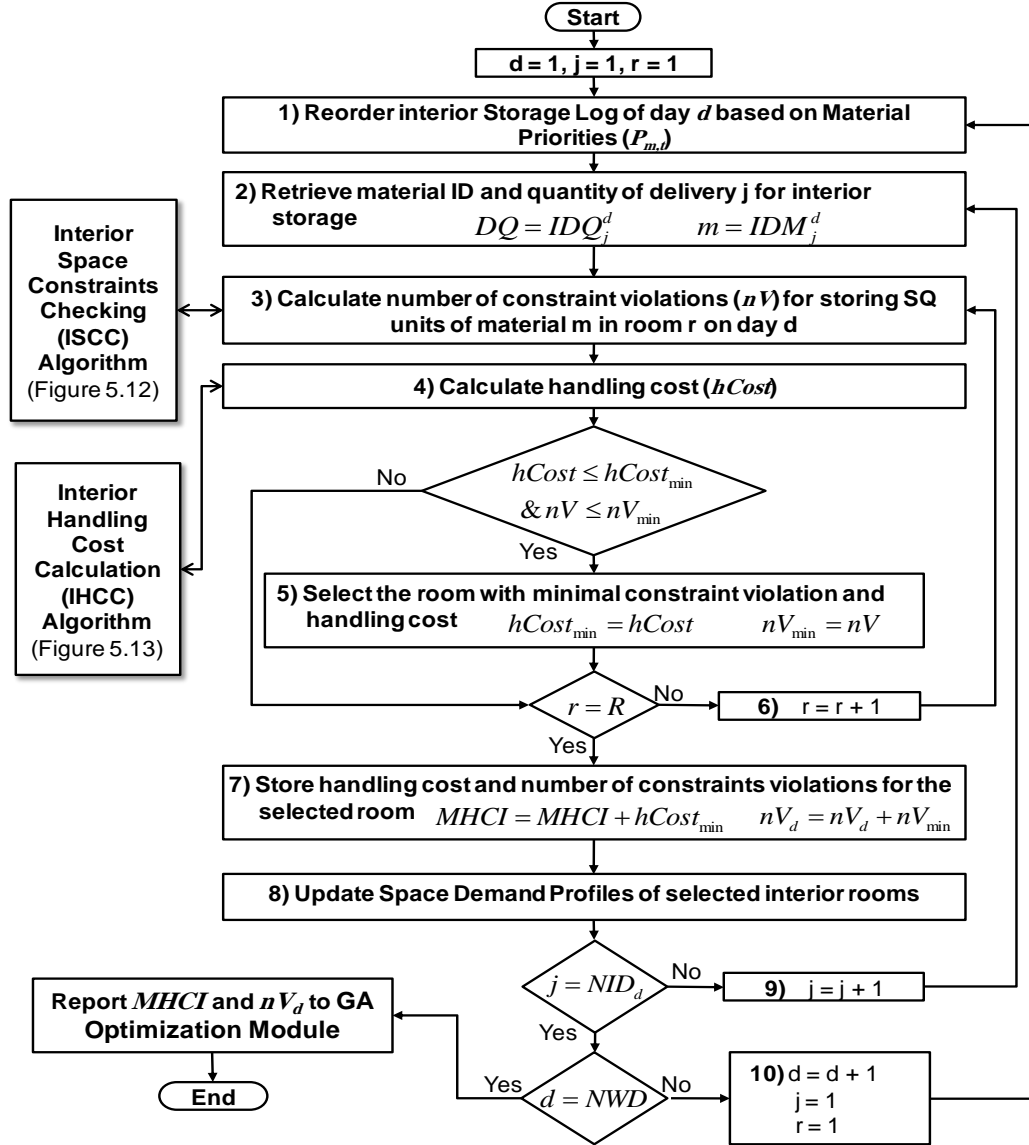 Start
d = 1, j = 1, r = 1
1) Reorder interior Storage Log of day d based on Material
Priorities (P_{m,t})
2) Retrieve material ID and quantity of delivery j for interior
storage DQ = IDQ_j^d m = IDM_j^d
Interior
Space
Constraints
Checking
(ISCC)
Algorithm
(Figure 5.12)
3) Calculate number of constraint violations (nV) for storing SQ
units of material m in room r on day d
4) Calculate handling cost (hCost)
Interior
Handling
Cost
Calculation
(IHCC)
Algorithm
(Figure 5.13)
No
hCost ≤ hCost_min
& nV ≤ nV_min
Yes
5) Select the room with minimal constraint violation and
handling cost hCost_min = hCost nV_min = nV
r = R
No
6) r = r + 1
Yes
7) Store handling cost and number of constraints violations for the
selected room MHCI = MHCI + hCost_min nV_d = nV_d + nV_min
8) Update Space Demand Profiles of selected interior rooms
j = NID_d
No
9) j = j + 1
Yes
Report MHCI and nV_d to GA
Optimization Module
End
Yes
d = NWD
No
10) d = d + 1
j = 1
r = 1